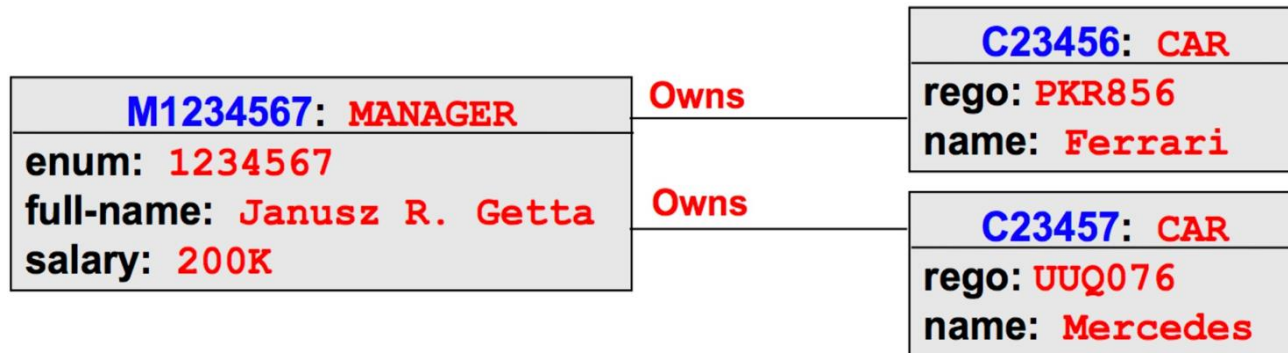 M1234567: MANAGER
enum: 1234567
full-name: Janusz R. Getta
salary: 200K
Owns
Owns
C23456: CAR
rego: PKR856
name: Ferrari
C23457: CAR
rego: UUQ076
name: Mercedes